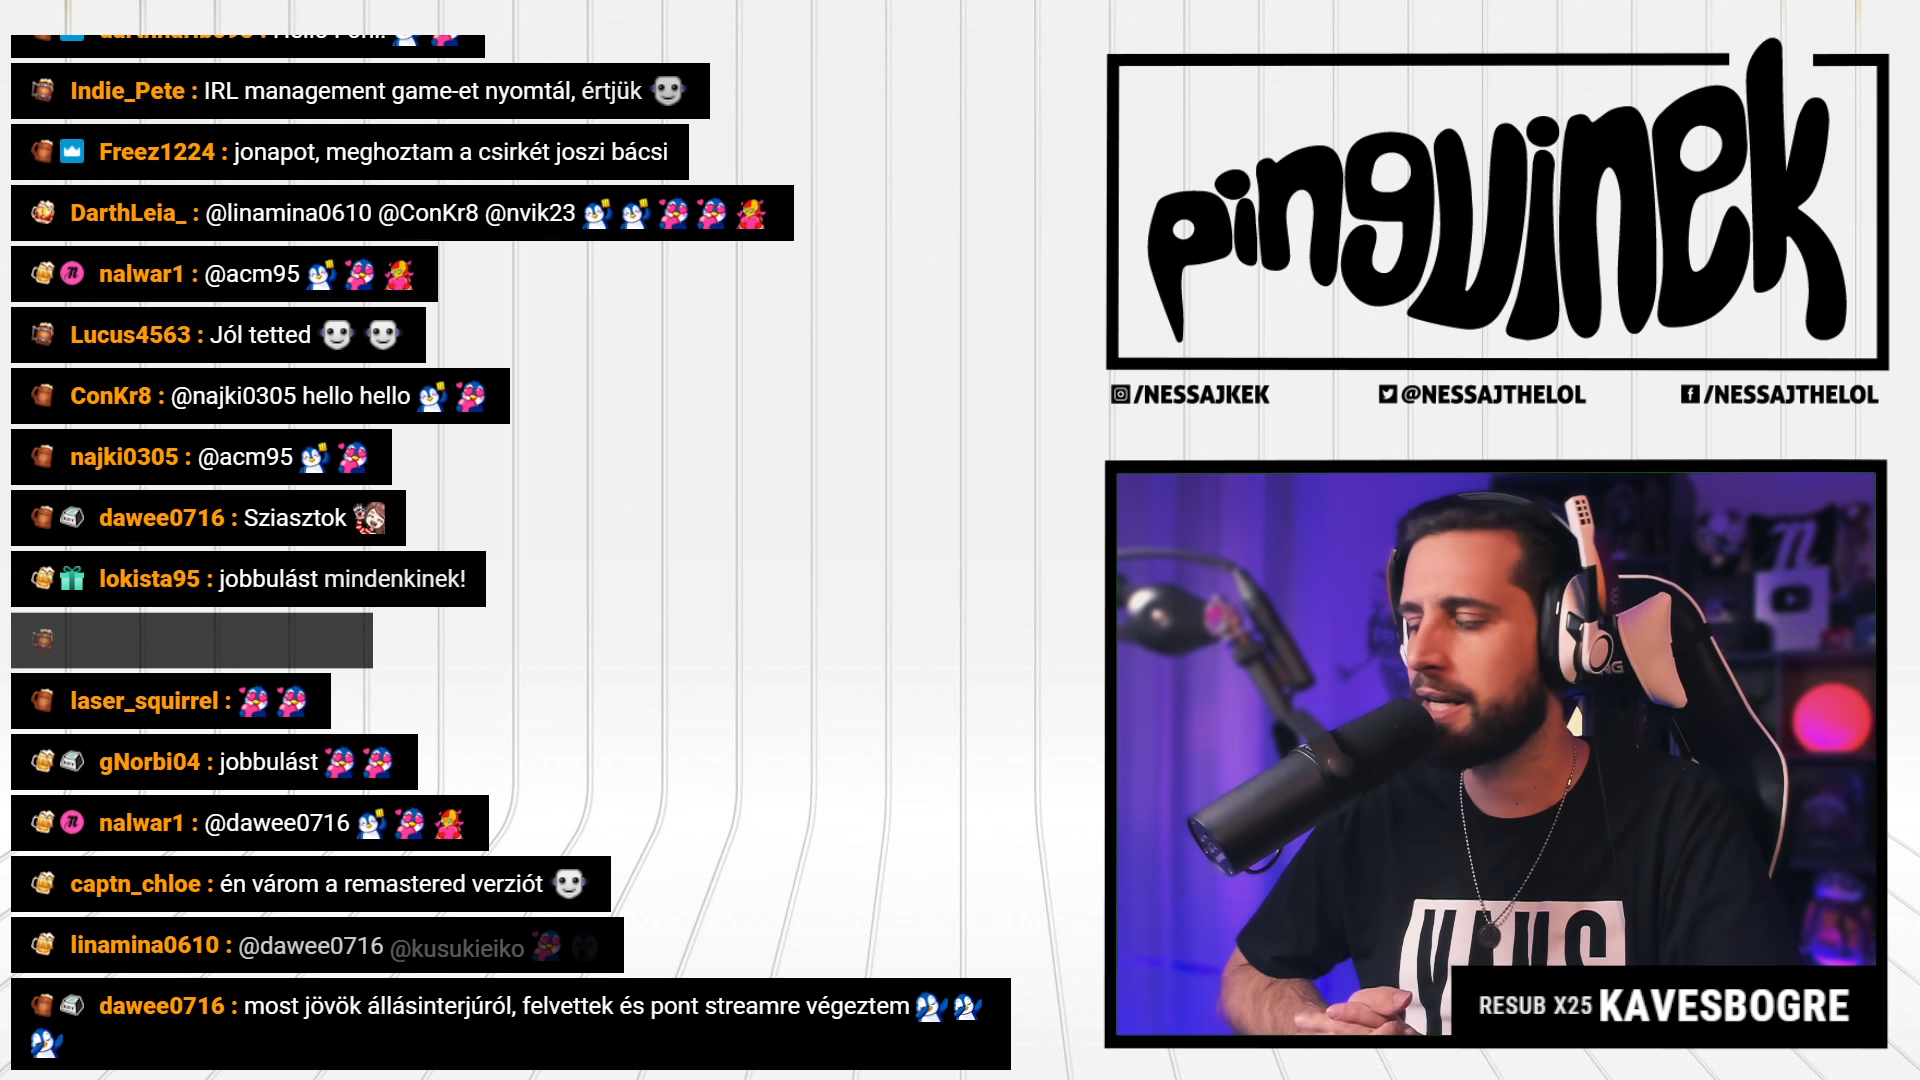 Indie_Pete : IRL management game-et nyomtál, értjük
Freez1224 : jonapot, meghoztam a csirkét joszi bácsi
DarthLeia_ : @linamina0610 @ConKr8 @nvik23
nalwar1 : @acm95
Lucus4563 : Jól tetted
ConKr8 : @najki0305 hello hello
najki0305 : @acm95
dawee0716 : Sziasztok
lokista95 : jobbulást mindenkinek!
laser_squirrel :
gNorbi04 : jobbulást
nalwar1 : @dawee0716
captn_chloe : én várom a remastered verziót
linamina0610 : @dawee0716 @kusukieiko
dawee0716 : most jövök állásinterjúról, felvettek és pont streamre végeztem
pingvinek
/NESSAJKEK
@NESSAJTHELOL
/NESSAJTHELOL
VANS
RESUB X25 KAVESBOGRE